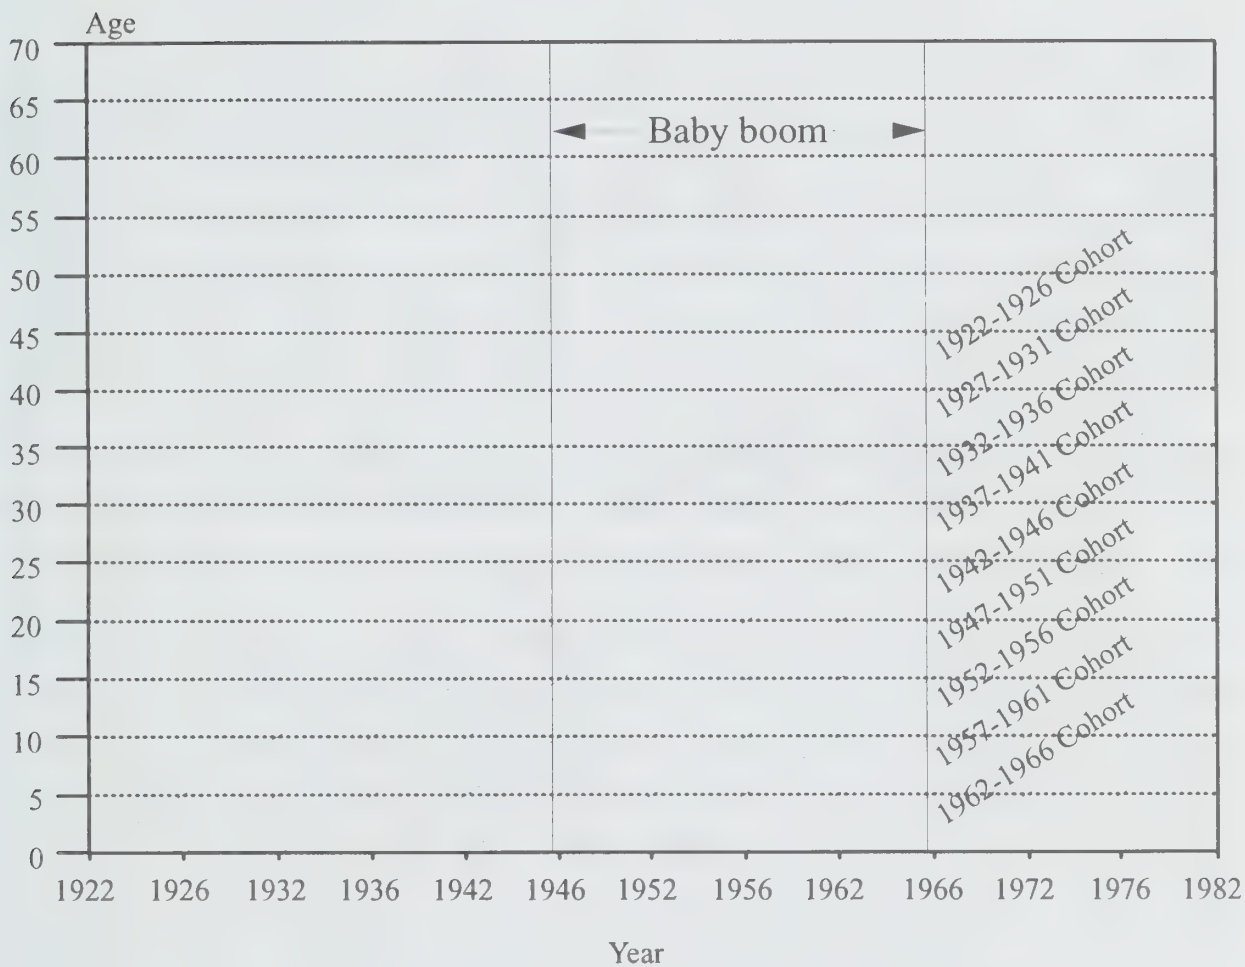 Age
70
65
Baby boom
60
55
50
45
40
35
30
25
20
15
10
5
0
1922-1926 Cohort
1927-1931 Cohort
1932-1936 Cohort
1937-1941 Cohort
1942-1946 Cohort
1947-1951 Cohort
1952-1956 Cohort
1957-1961 Cohort
1962-1966 Cohort
1922 1926 1932 1936 1942 1946 1952 1956 1962 1966 1972 1976 1982
Year